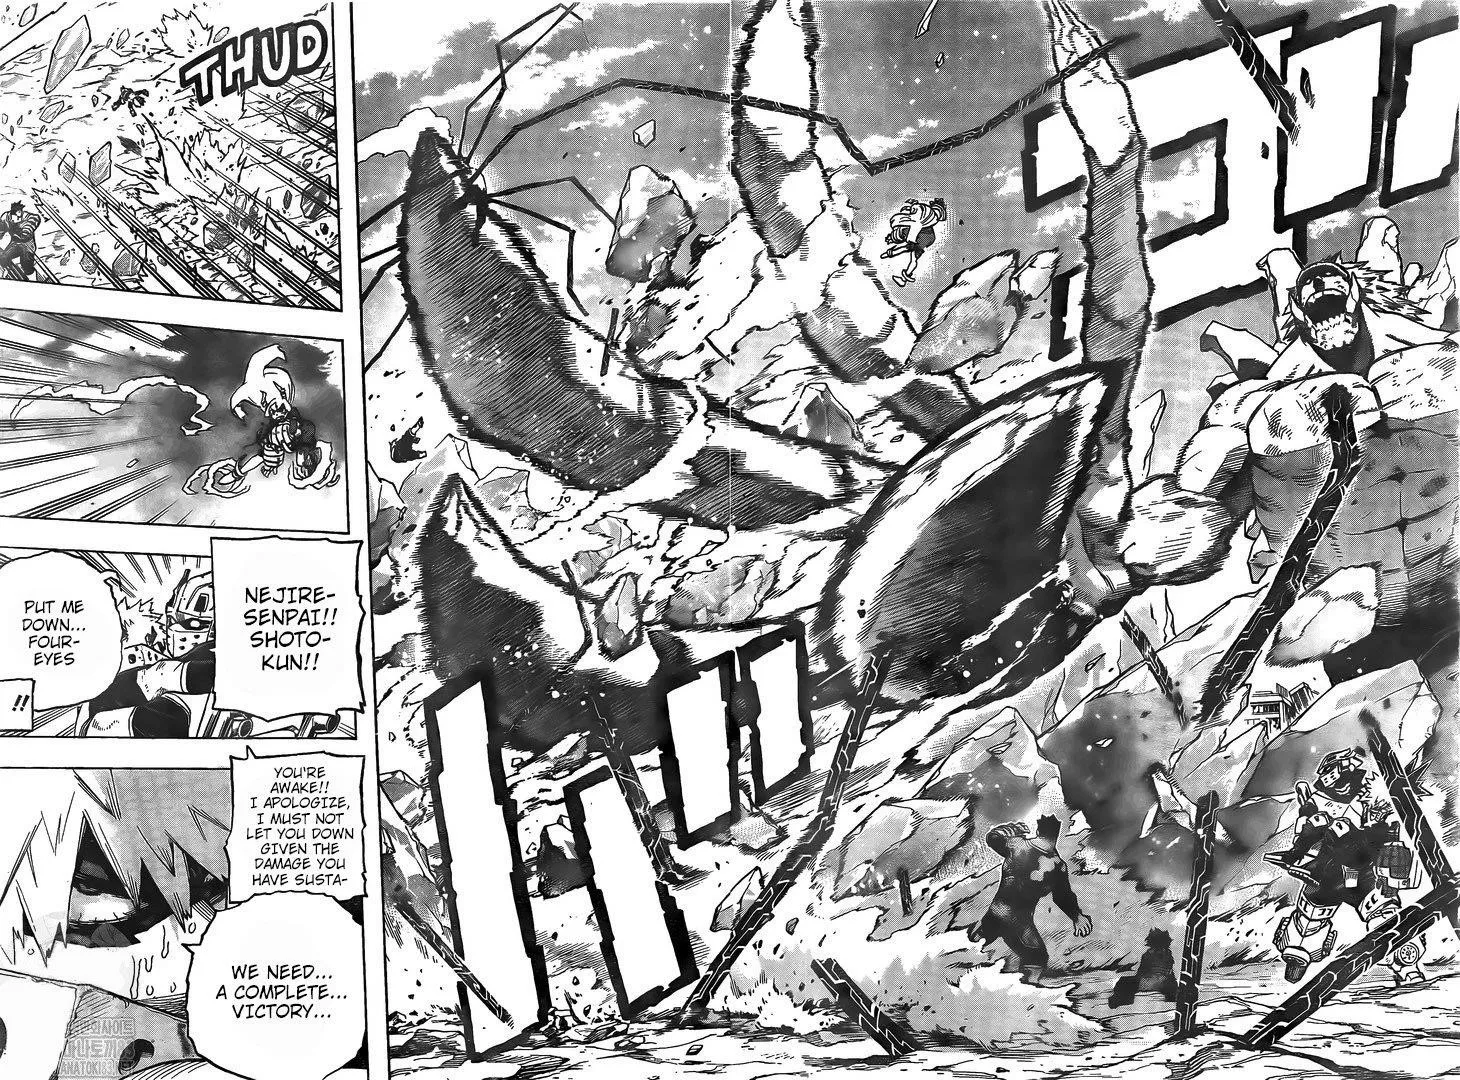 THUD
NEJIRE-
SENPAI!!
SHOTO-
KUN!!
PUT ME
DOWN...
FOUR-
EYES
!!
YOU'RE
AWAKE!!
I APOLOGIZE,
I MUST NOT
LET YOU DOWN
GIVEN THE
DAMAGE YOU
HAVE SUSTA-
WE NEED...
A COMPLETE...
VICTORY...